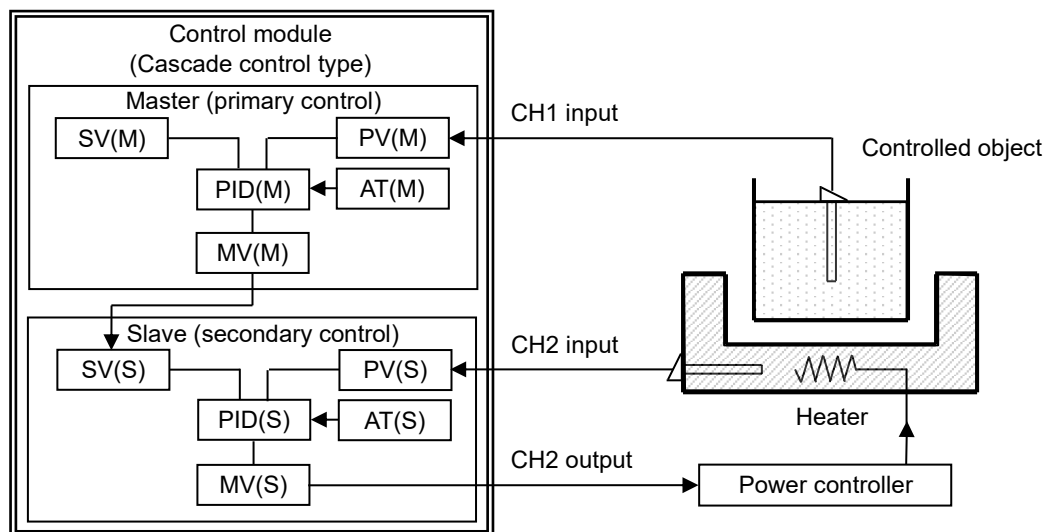 Control module
(Cascade control type)
Master (primary control)
SV(M)
PV(M)
PID(M)
AT(M)
MV(M)
CH1 input
Controlled object
Slave (secondary control)
SV(S)
PV(S)
PID(S)
AT(S)
MV(S)
CH2 input
Heater
CH2 output
Power controller